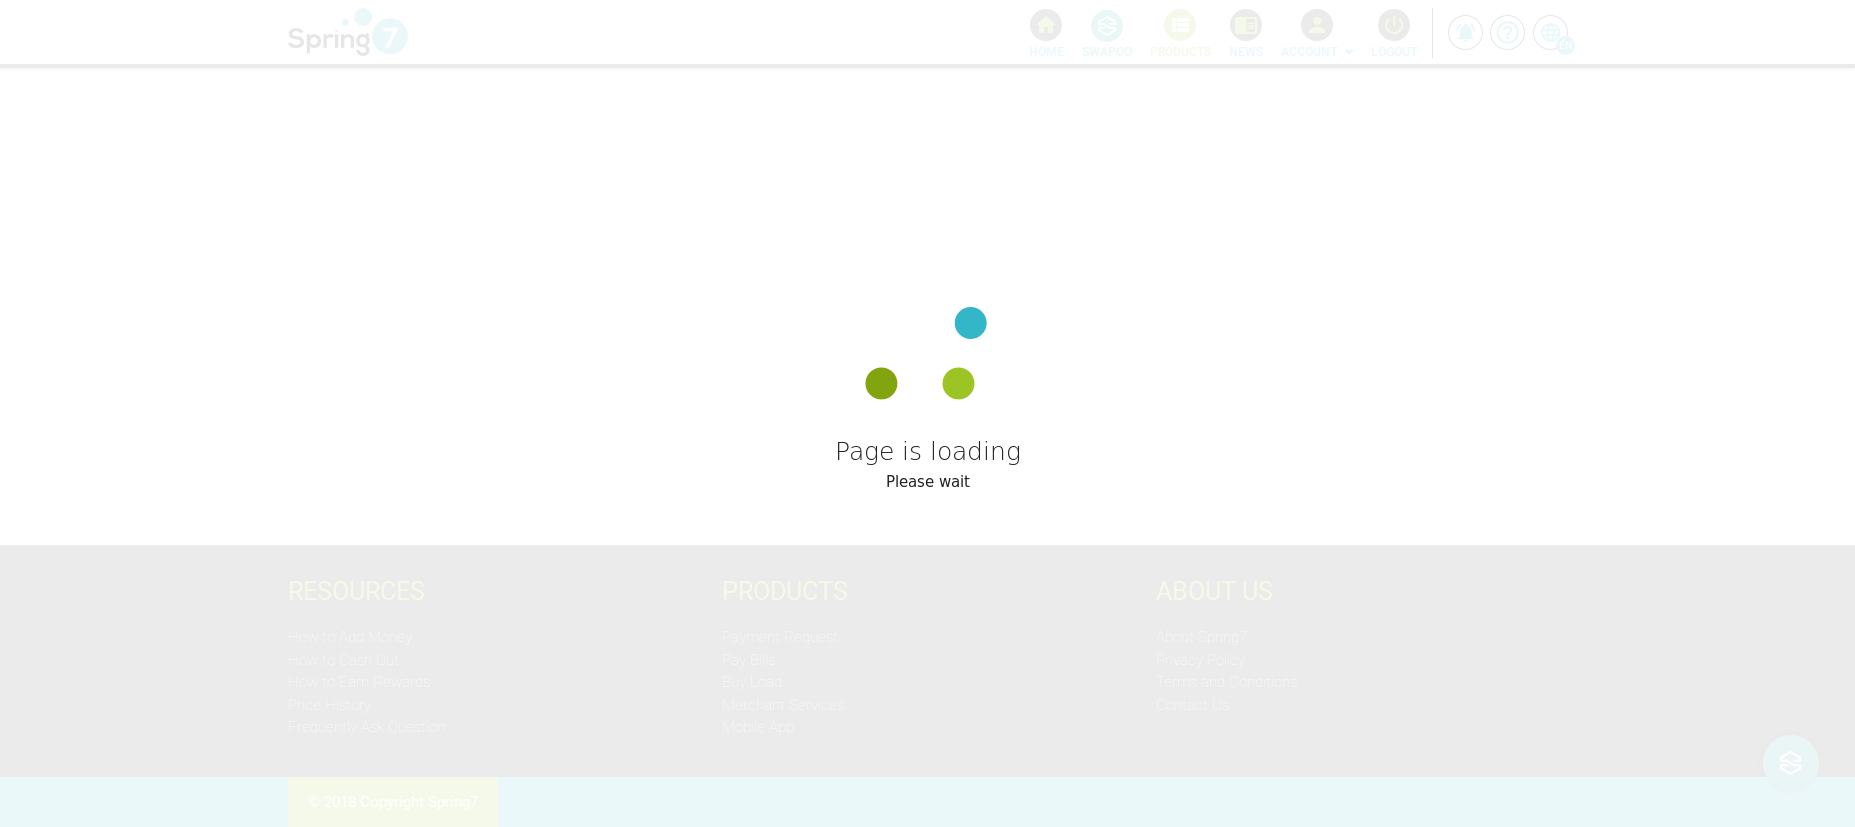 Spring 7
HOME SWAPOO PRODUCTS NEWS ACCOUNT LOGOUT
EN
Page is loading
Please wait
RESOURCES
How to Add Money
How to Cash Out
How to Earn Rewards
Price History
Frequently Ask Question
PRODUCTS
Payment Request
Pay Bills
Buy Load
Merchant Services
Mobile App
ABOUT US
About Spring7
Privacy Policy
Terms and Conditions
Contact Us
© 2018 Copyright Spring7